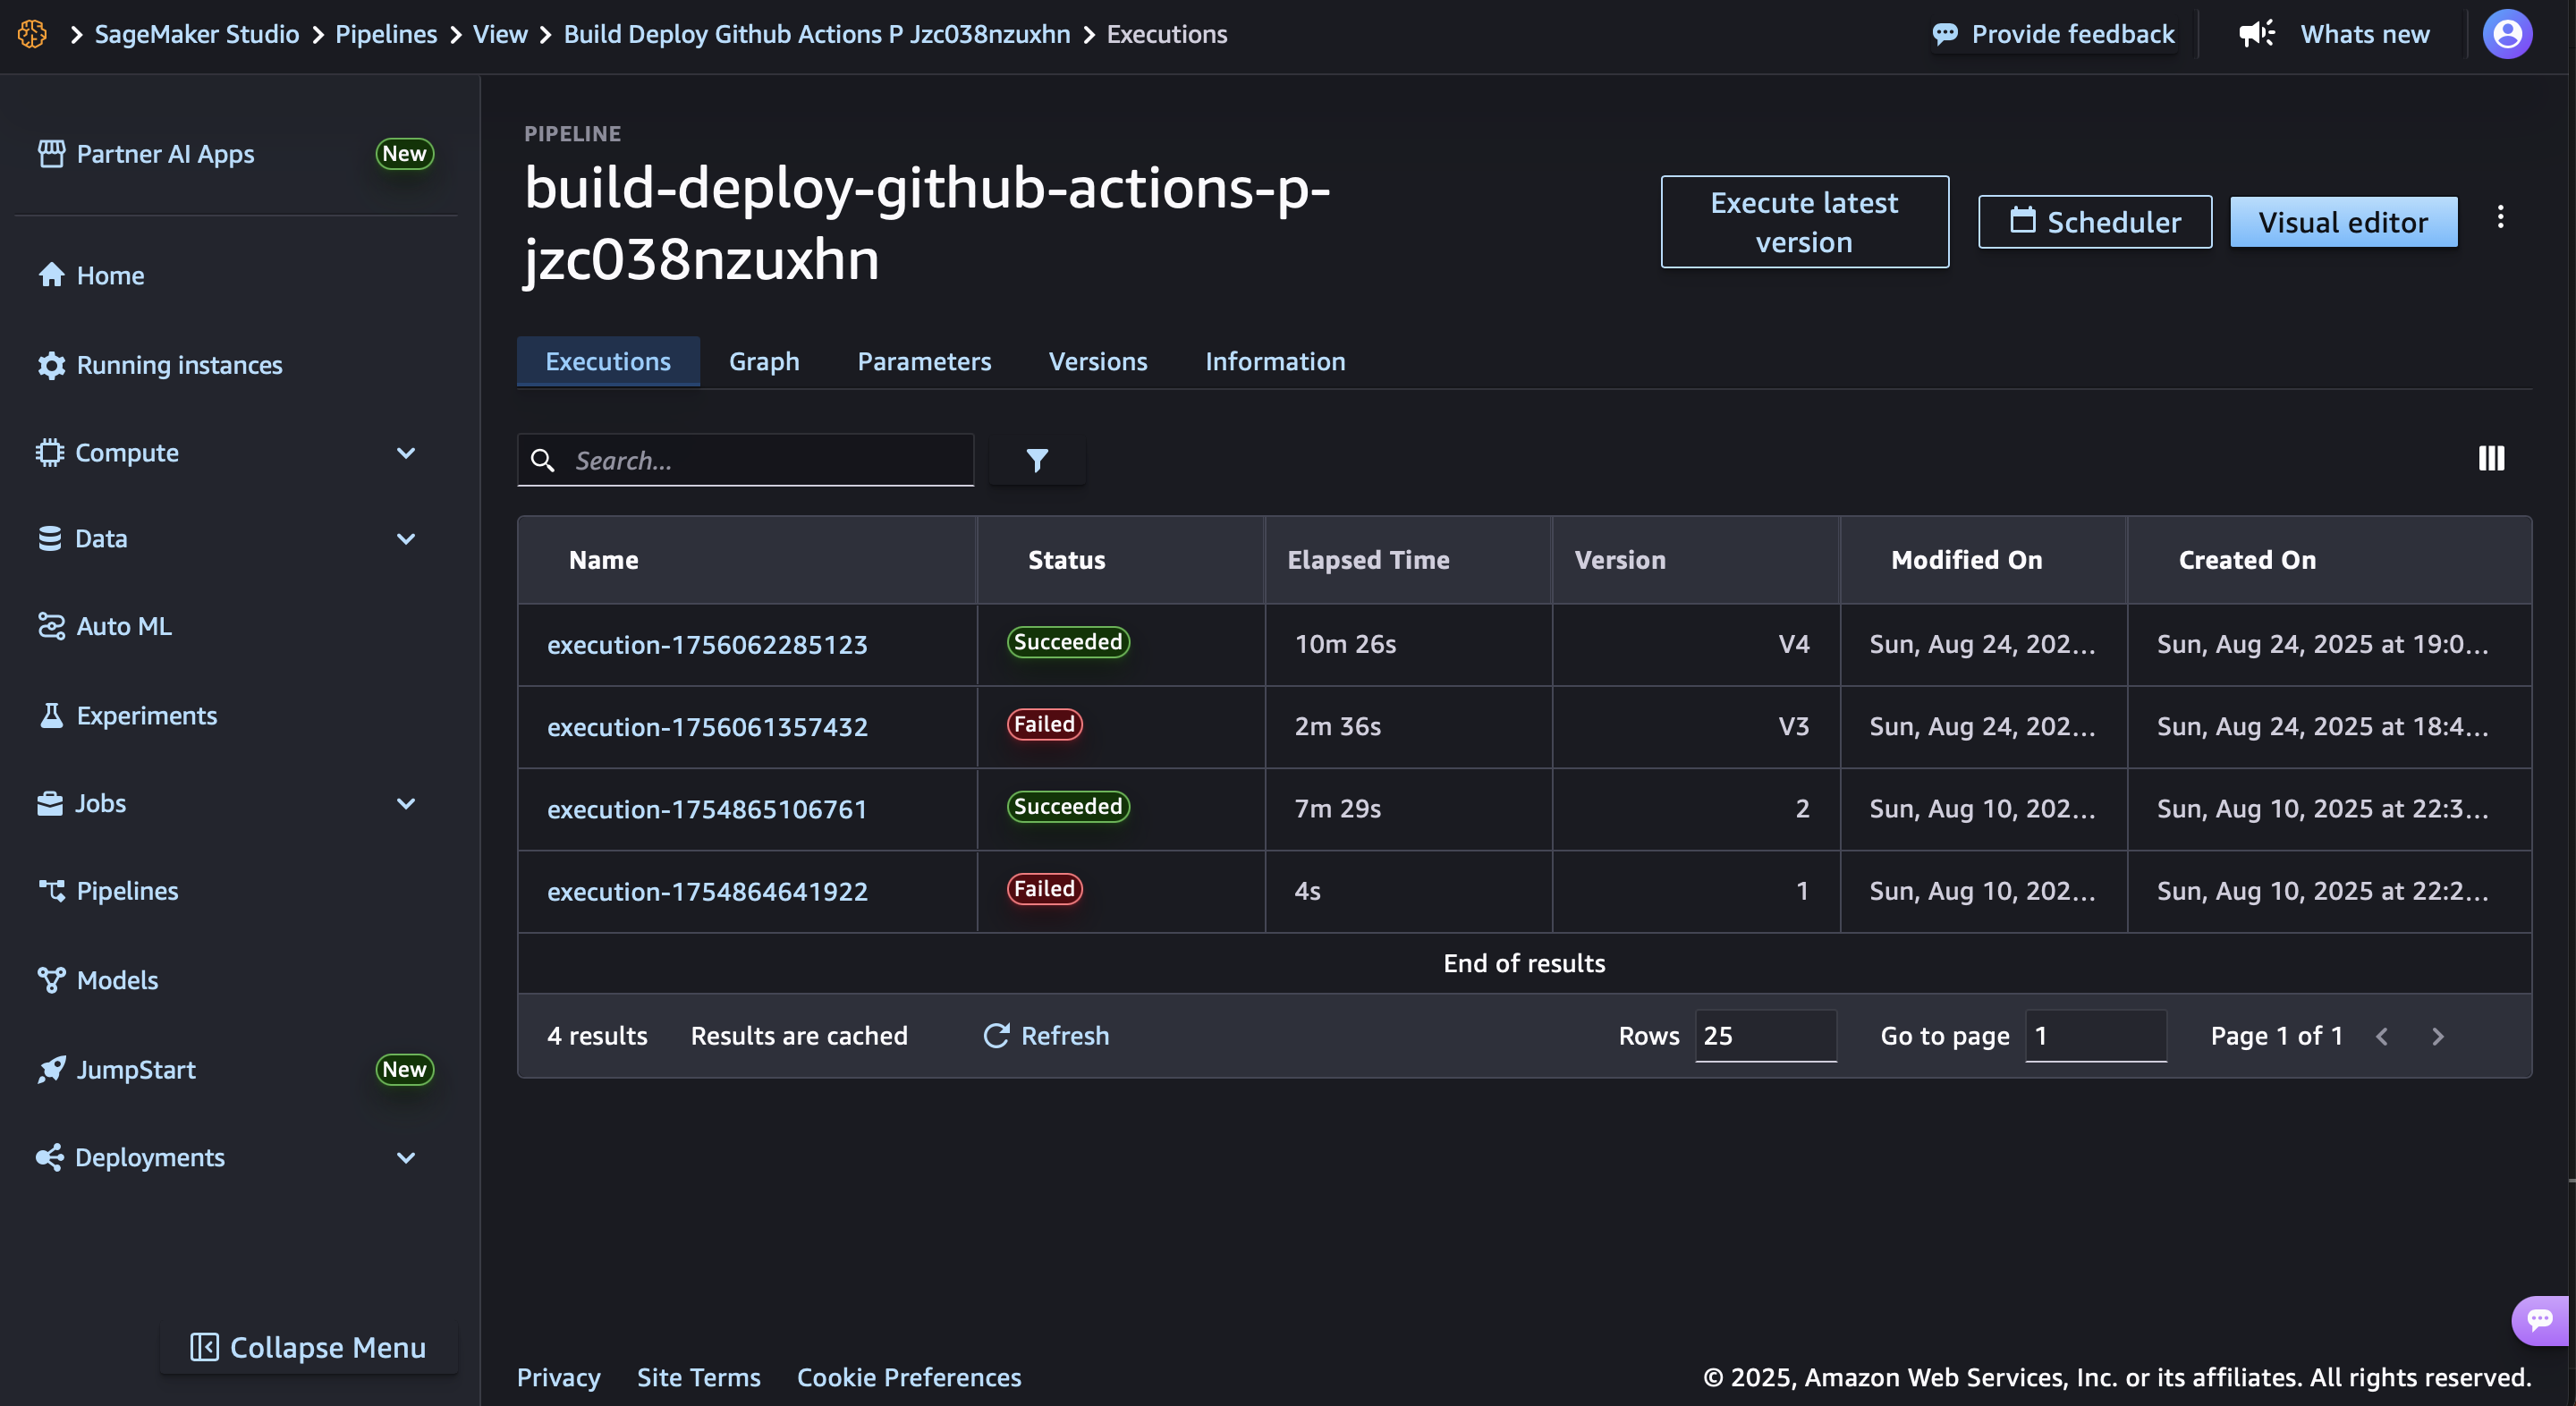 SageMaker Studio > Pipelines > View > Build Deploy Github Actions P Jzc038nzuxhn > Executions
Provide feedback
Whats new
Partner AI Apps New
Home
Running instances
Compute
Data
Auto ML
Experiments
Jobs
Pipelines
Models
JumpStart New
Deployments
Collapse Menu
PIPELINE
build-deploy-github-actions-p-
jzc038nzuxhn
Execute latest
version
Scheduler
Visual editor
Executions Graph Parameters Versions Information
Search...
Name Status Elapsed Time Version Modified On Created On
execution-1756062285123 Succeeded 10m 26s V4 Sun, Aug 24, 202... Sun, Aug 24, 2025 at 19:0...
execution-1756061357432 Failed 2m 36s V3 Sun, Aug 24, 202... Sun, Aug 24, 2025 at 18:4...
execution-1754865106761 Succeeded 7m 29s 2 Sun, Aug 10, 202... Sun, Aug 10, 2025 at 22:3...
execution-1754864641922 Failed 4s 1 Sun, Aug 10, 202... Sun, Aug 10, 2025 at 22:2...
End of results
4 results Results are cached Refresh Rows 25 Go to page 1 Page 1 of 1
Privacy Site Terms Cookie Preferences
© 2025, Amazon Web Services, Inc. or its affiliates. All rights reserved.